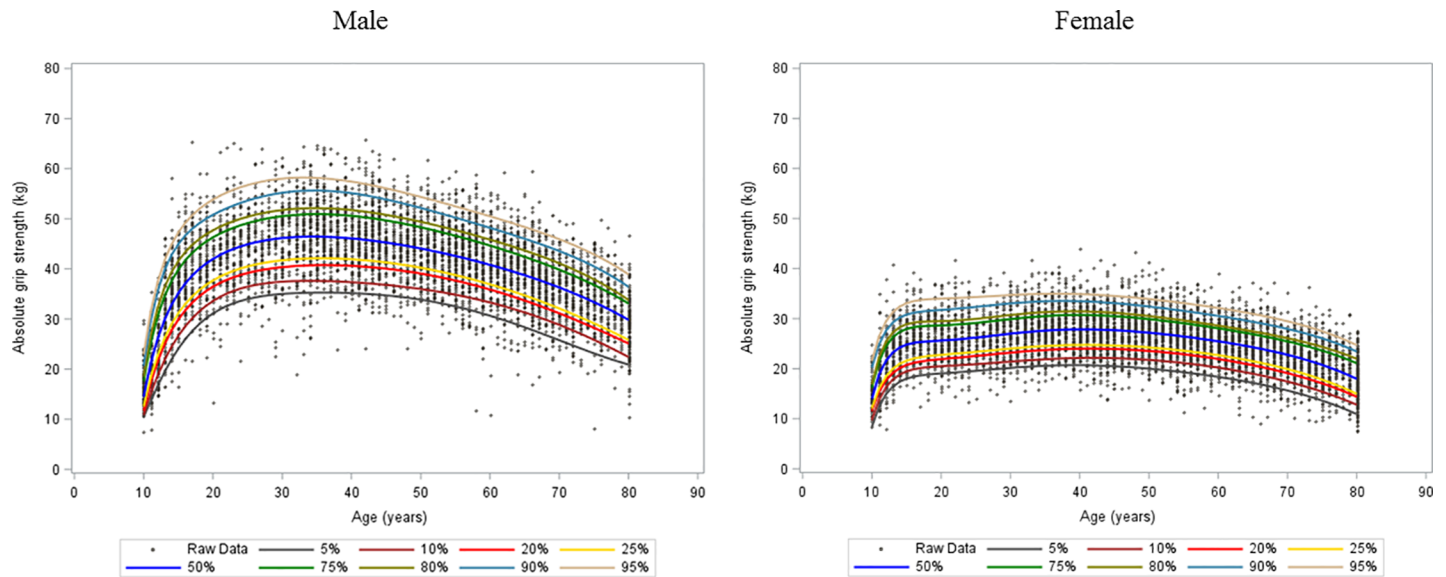 Male
80
70
60
50
40
30
20
10
0
Absolute grip strength (kg)
0 10 20 30 40 50 60 70 80 90
Age (years)
Raw Data 5% 10% 20% 25%
50% 75% 80% 90% 95%
Female
80
70
60
50
40
30
20
10
0
Absolute grip strength (kg)
0 10 20 30 40 50 60 70 80 90
Age (years)
Raw Data 5% 10% 20% 25%
50% 75% 80% 90% 95%